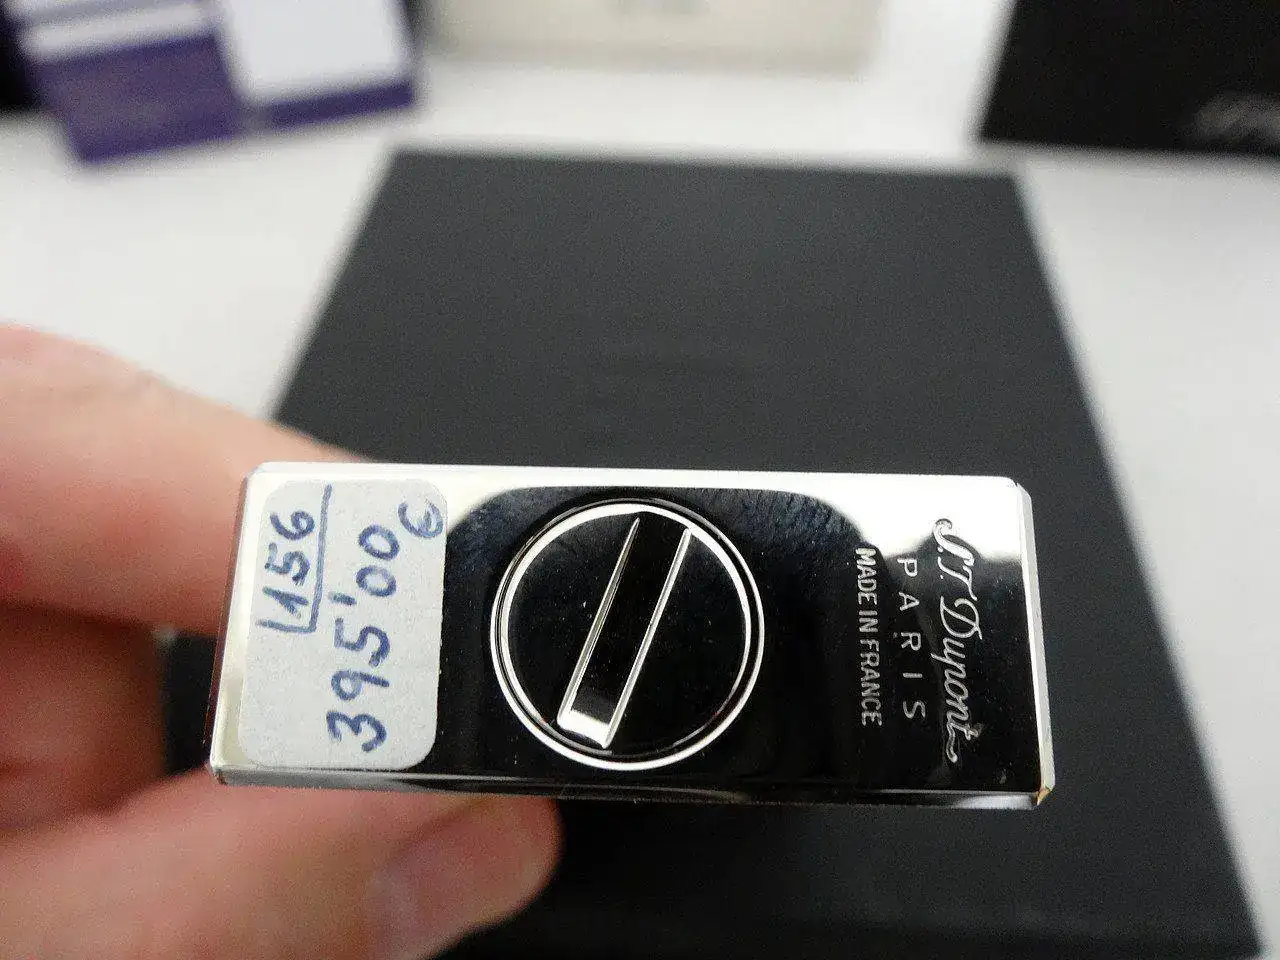 156
395'00 €
S.T. Dupont
PARIS
MADE IN FRANCE